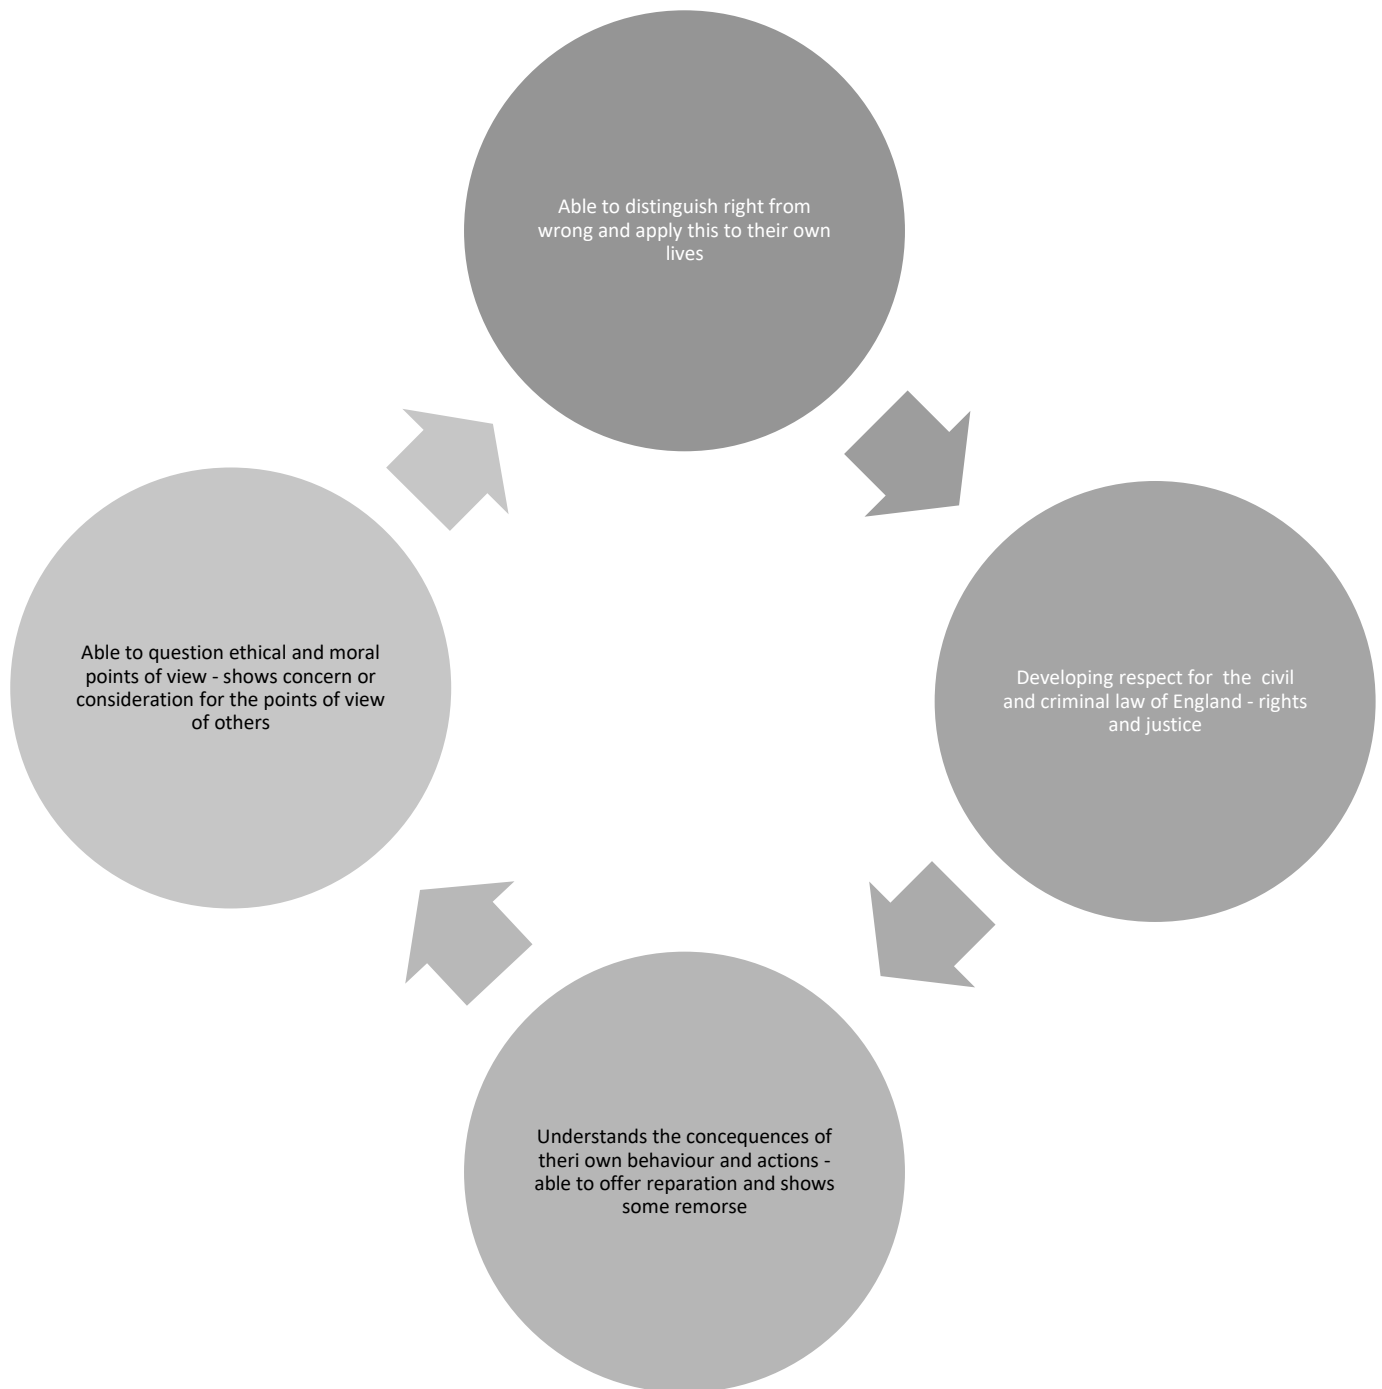 Able to distinguish right from
wrong and apply this to their own
lives
Developing respect for  the  civil
and criminal law of England - rights
and justice
Understands the concequences of
theri own behaviour and actions -
able to offer reparation and shows
some remorse
Able to question ethical and moral
points of view - shows concern or
consideration for the points of view
of others